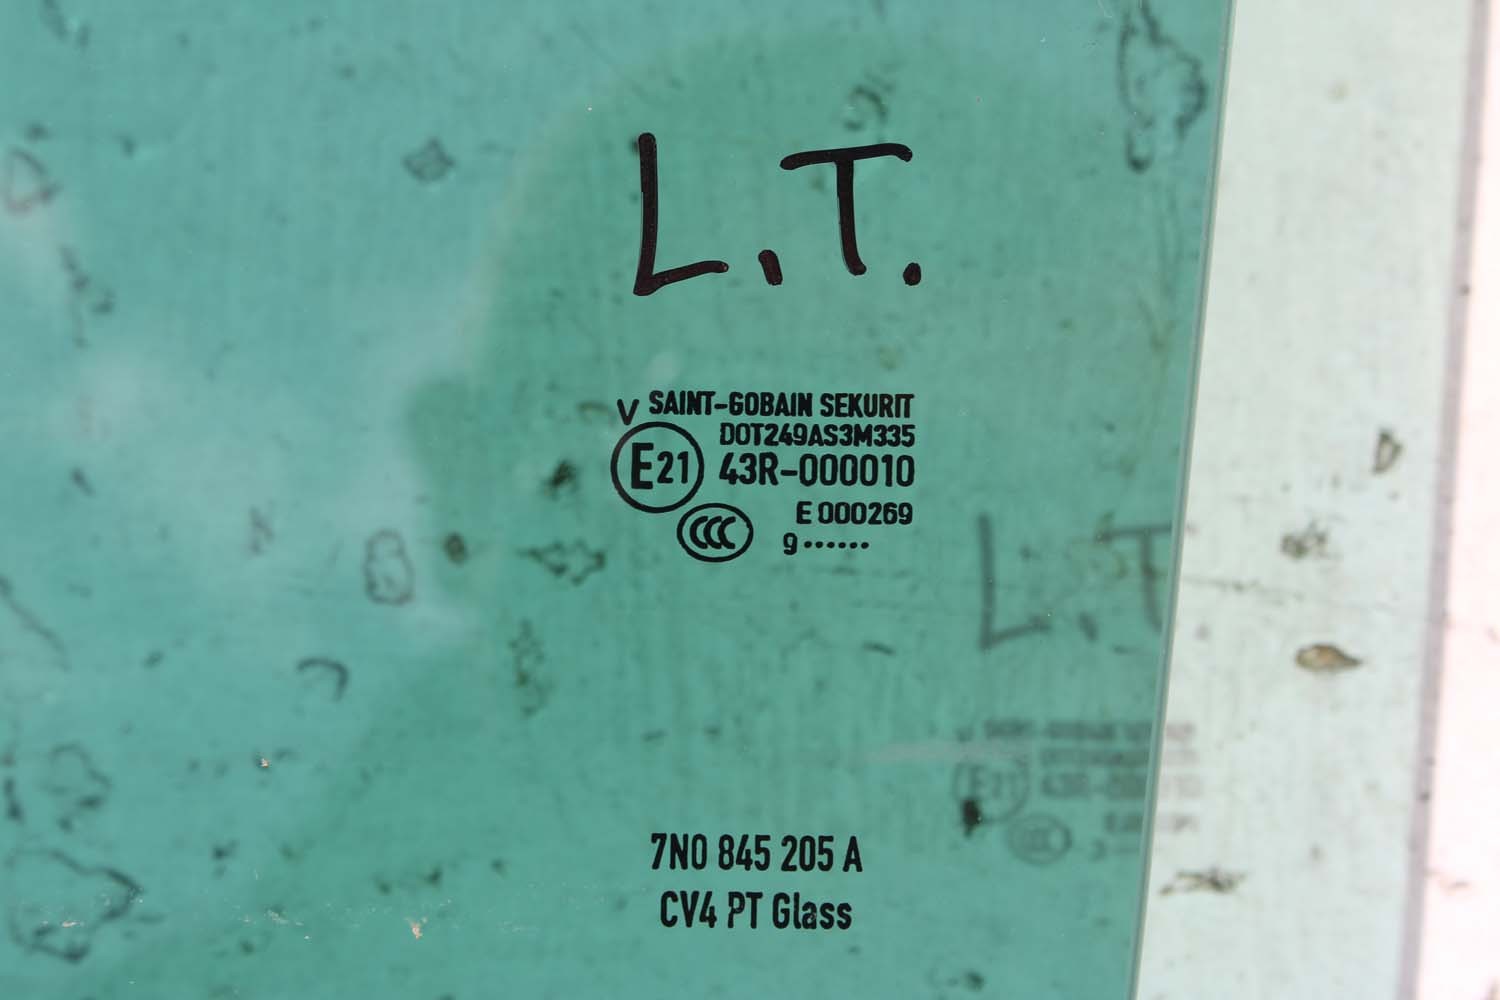 L.T.
V SAINT-GOBAIN SEKURIT
DOT249AS3M335
E21 43R-000010
E 000269
CCC 9······
7N0 845 205 A
CV4 PT Glass